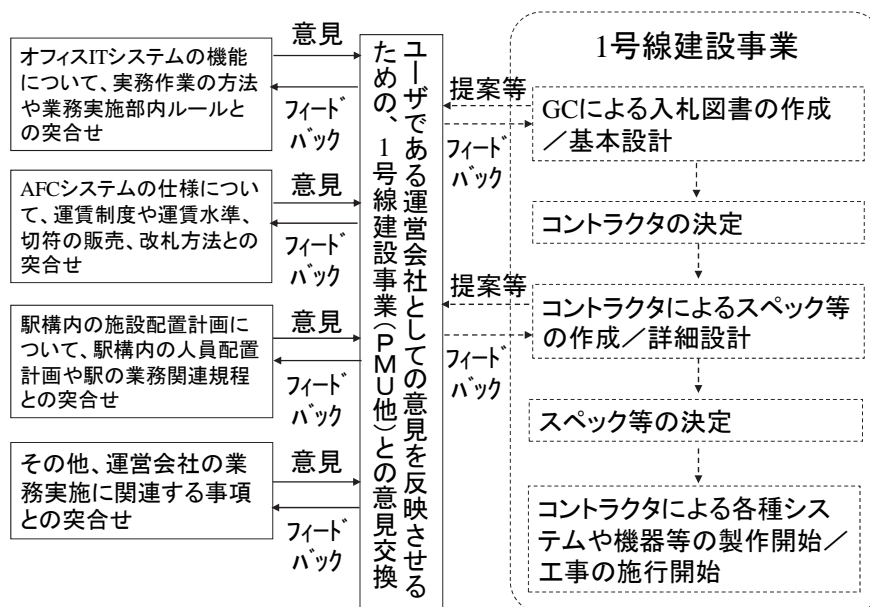 オフィスITシステムの機能
について、実務作業の方法
や業務実施部内ルールと
の突合せ
意見
フィードバック
AFCシステムの仕様につい
て、運賃制度や運賃水準、
切符の販売、改札方法との
突合せ
意見
フィードバック
駅構内の施設配置計画に
ついて、駅構内の人員配置
計画や駅の業務関連規程
との突合せ
意見
フィードバック
その他、運営会社の業
務実施に関連する事項
との突合せ
意見
フィードバック
ユーザである運営会社としての意見を反映させる
ための、1号線建設事業(PMU他)との意見交換
提案等
フィードバック
提案等
フィードバック
1号線建設事業
GCによる入札図書の作成
/基本設計
コントラクタの決定
コントラクタによるスペック等
の作成/詳細設計
スペック等の決定
コントラクタによる各種シス
テムや機器等の製作開始/
工事の施行開始